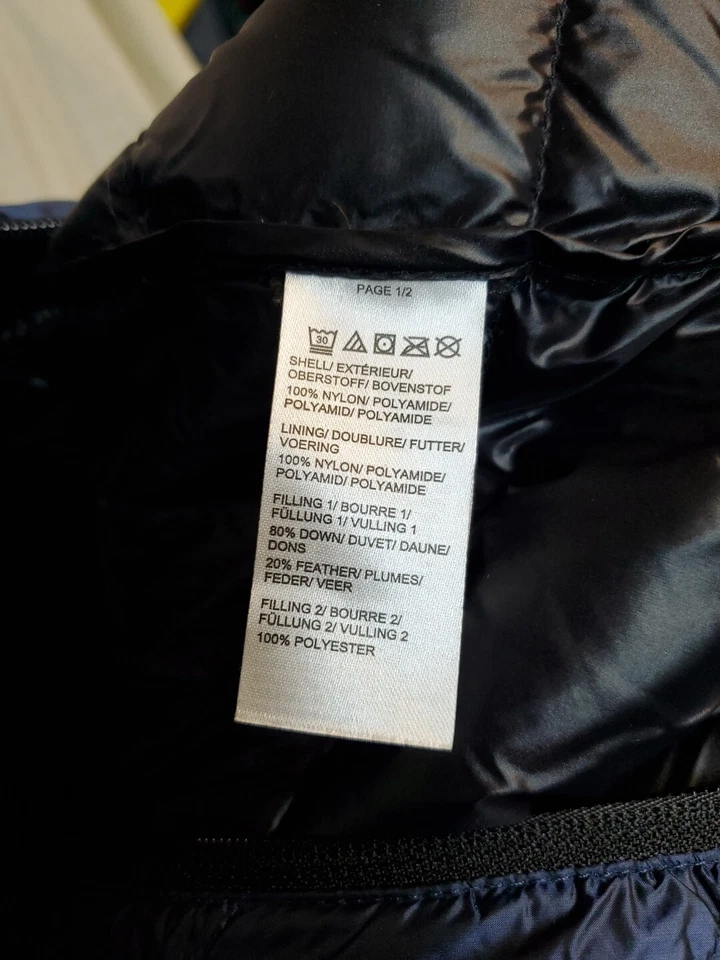 PAGE 1/2
30
SHELL/ EXTÉRIEUR/
OBERSTOFF/ BOVENSTOF
100% NYLON/ POLYAMIDE/
POLYAMID/ POLYAMIDE
LINING/ DOUBLURE/ FUTTER/
VOERING
100% NYLON/ POLYAMIDE/
POLYAMID/ POLYAMIDE
FILLING 1/ BOURRE 1/
FÜLLUNG 1/ VULLING 1
80% DOWN/ DUVET/ DAUNE/
DONS
20% FEATHER/ PLUMES/
FEDER/ VEER
FILLING 2/ BOURRE 2/
FÜLLUNG 2/ VULLING 2
100% POLYESTER